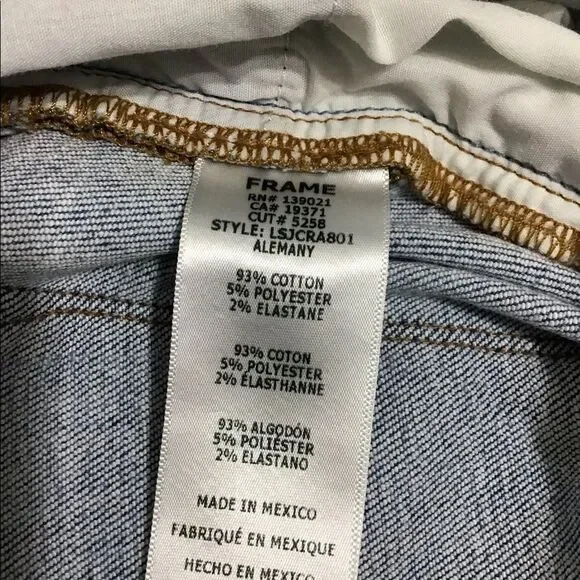 FRAME
RN# 139021
CA# 19371
CUT# 5258
STYLE: LSJCRA801
ALEMANY
93% COTTON
5% POLYESTER
2% ELASTANE
93% COTON
5% POLYESTER
2% ÉLASTHANNE
93% ALGODÓN
5% POLIÉSTER
2% ELASTANO
MADE IN MEXICO
FABRIQUÉ EN MEXIQUE
HECHO EN MEXICO